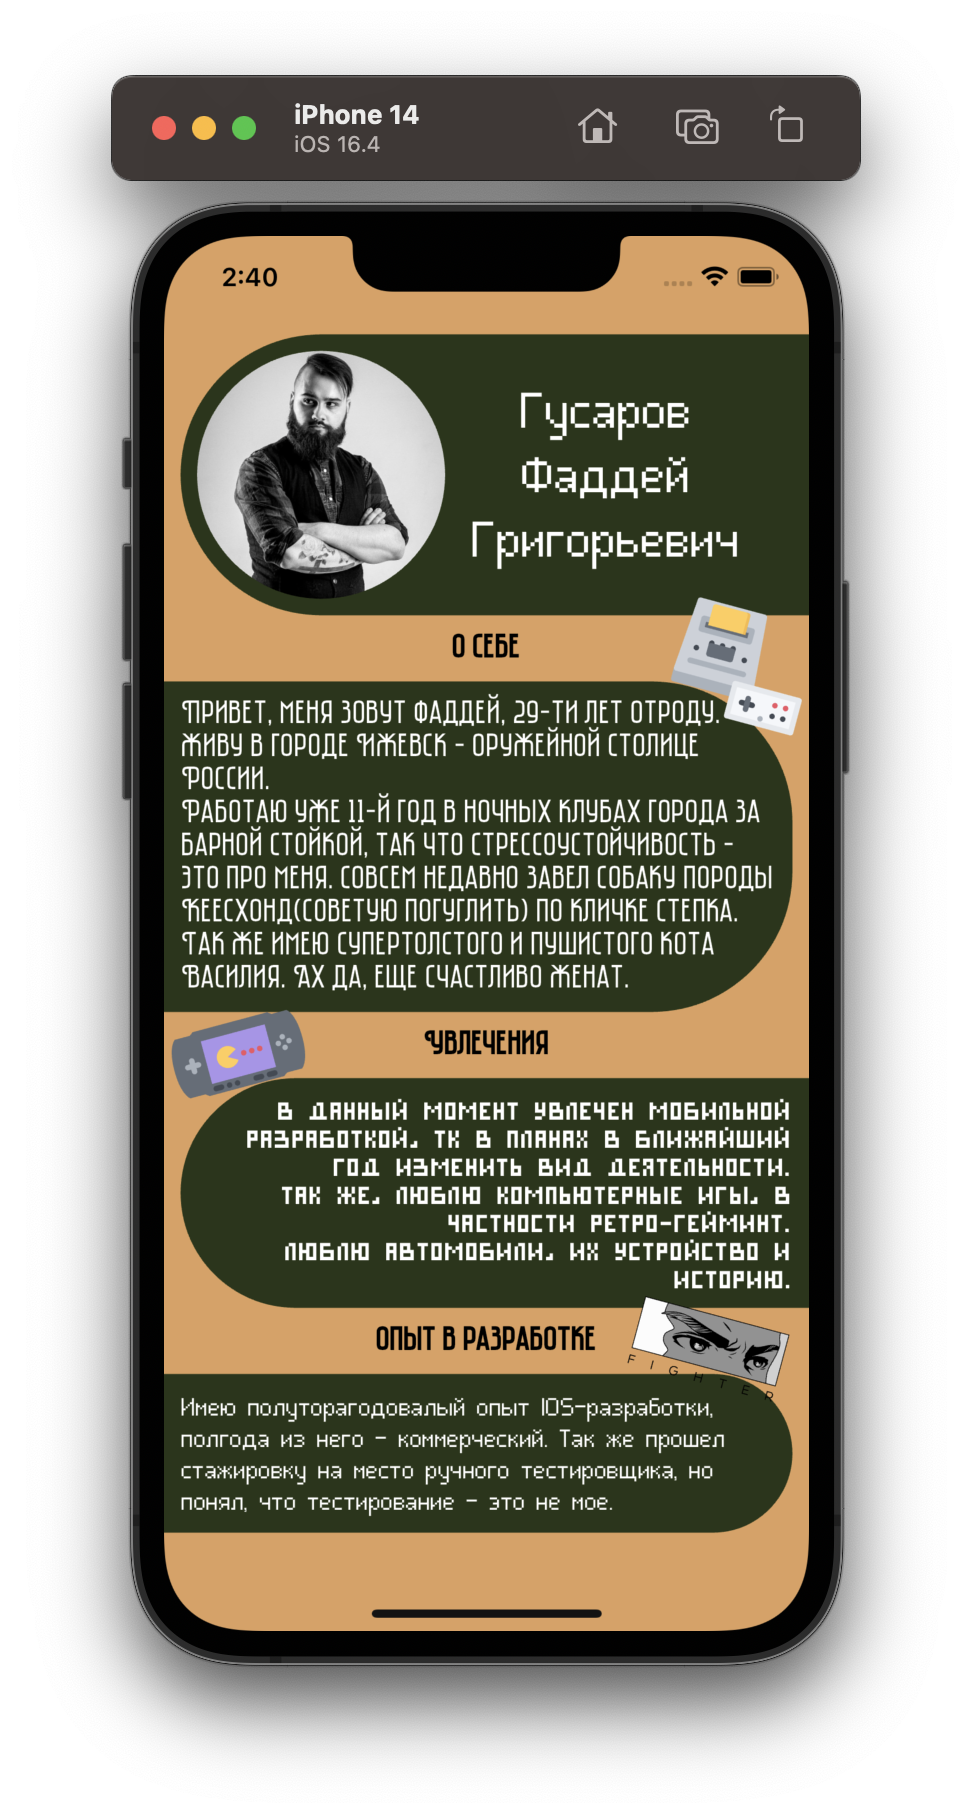 iPhone 14
iOS 16.4
2:40
Гусаров
Фаддей
Григорьевич
О СЕБЕ
ПРИВЕТ, МЕНЯ ЗОВУТ ФАДДЕЙ, 29-ТИ ЛЕТ ОТРОДУ.
ЖИВУ В ГОРОДЕ ИЖЕВСК - ОРУЖЕЙНОЙ СТОЛИЦЕ
РОССИИ.
РАБОТАЮ УЖЕ 11-Й ГОД В НОЧНЫХ КЛУБАХ ГОРОДА ЗА
БАРНОЙ СТОЙКОЙ, ТАК ЧТО СТРЕССОУСТОЙЧИВОСТЬ -
ЭТО ПРО МЕНЯ. СОВСЕМ НЕДАВНО ЗАВЕЛ СОБАКУ ПОРОДЫ
КЕЕСХОНД(СОВЕТУЮ ПОГУГЛИТЬ) ПО КЛИЧКЕ СТЕПКА.
ТАК ЖЕ ИМЕЮ СУПЕРТОЛСТОГО И ПУШИСТОГО КОТА
ВАСИЛИЯ. АХ ДА, ЕЩЕ СЧАСТЛИВО ЖЕНАТ.
УВЛЕЧЕНИЯ
В ДАННЫЙ МОМЕНТ УВЛЕЧЕН МОБИЛЬНОЙ
РАЗРАБОТКОЙ, ТК В ПЛАНАХ В БЛИЖАЙШИЙ
ГОД ИЗМЕНИТЬ ВИД ДЕЯТЕЛЬНОСТИ.
ТАК ЖЕ, ЛЮБЛЮ КОМПЬЮТЕРНЫЕ ИГЫ, В
ЧАСТНОСТИ РЕТРО-ГЕЙМИНГ.
ЛЮБЛЮ АВТОМОБИЛИ, ИХ УСТРОЙСТВО И
ИСТОРИЮ.
ОПЫТ В РАЗРАБОТКЕ
FIGHTER
Имею полуторагодовалый опыт IOS-разработки,
полгода из него - коммерческий. Так же прошел
стажировку на место ручного тестировщика, но
понял, что тестирование - это не мое.